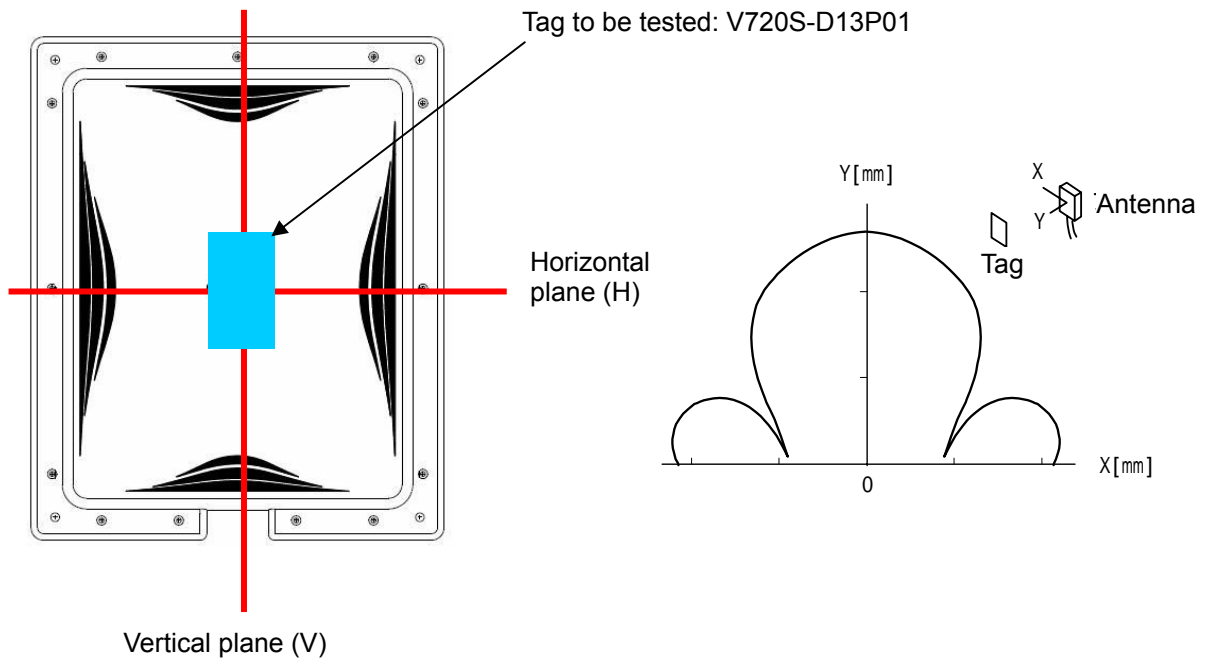 Tag to be tested: V720S-D13P01
Horizontal
plane (H)
Vertical plane (V)
Y[mm]
X
Y
Antenna
Tag
X[mm]
0